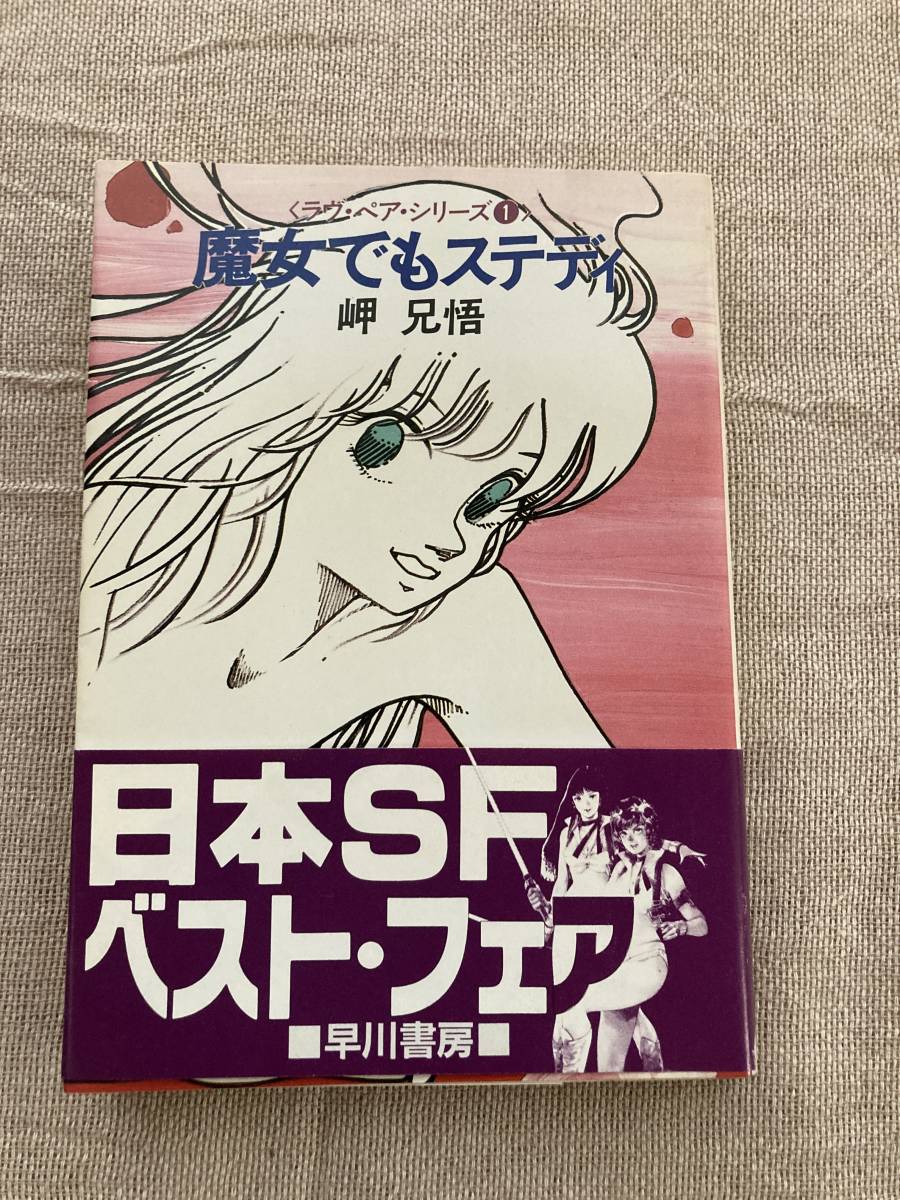 〈ラヴ・ペア・シリーズ❶〉
魔女でもステディ
岬 兄悟
日本SF
ベスト・フェア
■早川書房■